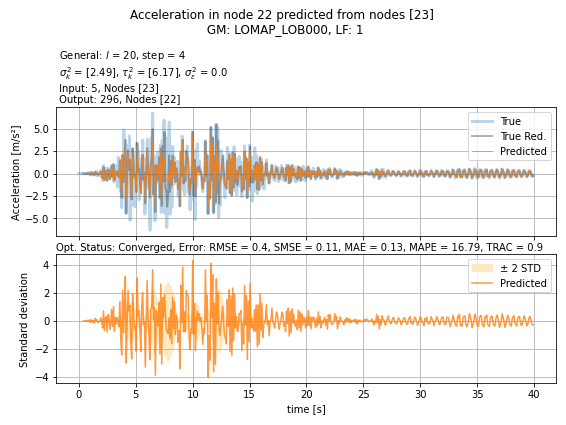 Acceleration in node 22 predicted from nodes [23]
GM: LOMAP_LOB000, LF: 1
General: l = 20, step = 4
σ²ₖ = [2.49], τ²ₖ = [6.17], σ²ε = 0.0
Input: 5, Nodes [23]
Output: 296, Nodes [22]
Acceleration [m/s²]
5.0
2.5
0.0
−2.5
−5.0
True
True Red.
Predicted
Opt. Status: Converged, Error: RMSE = 0.4, SMSE = 0.11, MAE = 0.13, MAPE = 16.79, TRAC = 0.9
Standard deviation
4
2
0
−2
−4
± 2 STD
Predicted
0 5 10 15 20 25 30 35 40
time [s]